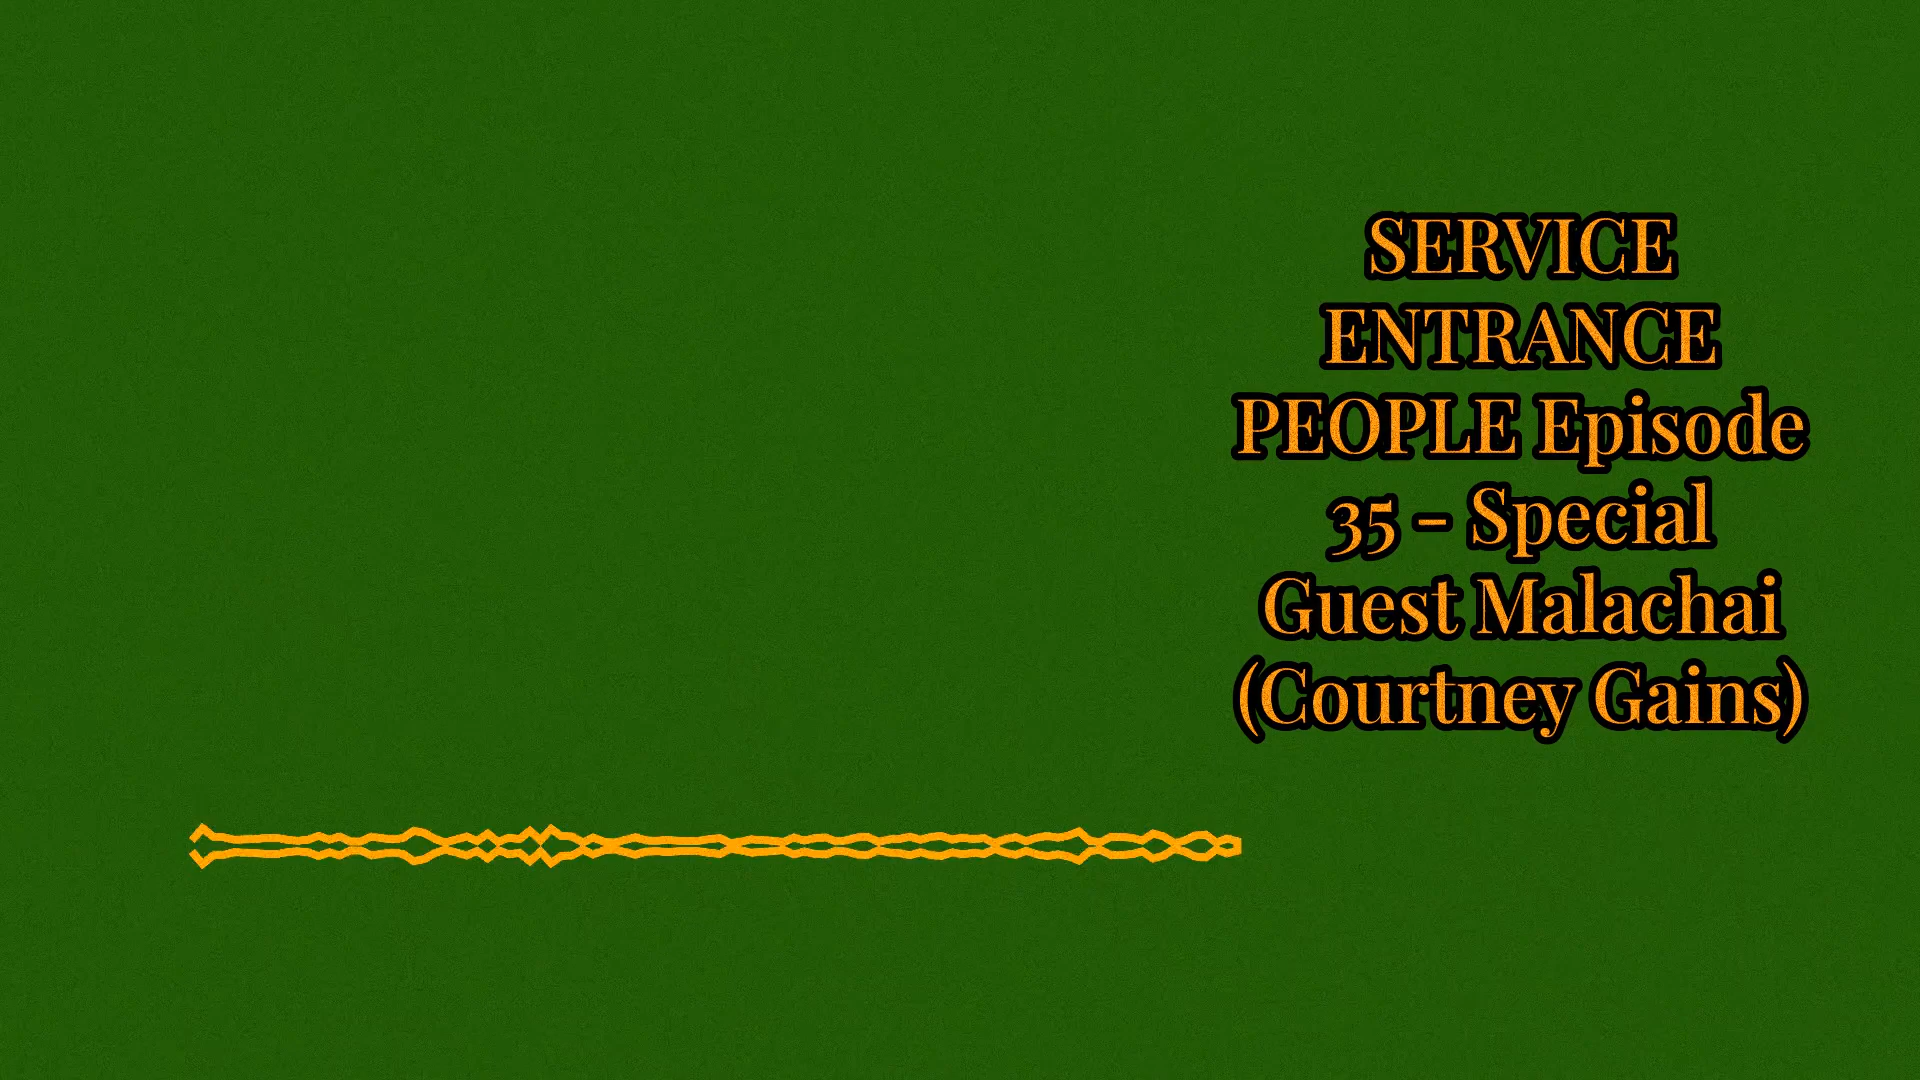 SERVICE
ENTRANCE
PEOPLE Episode
35 - Special
Guest Malachai
(Courtney Gains)